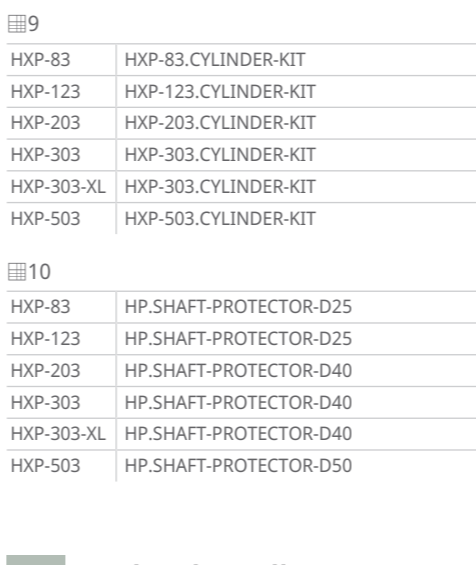 9
HXP-83 HXP-83.CYLINDER-KIT
HXP-123 HXP-123.CYLINDER-KIT
HXP-203 HXP-203.CYLINDER-KIT
HXP-303 HXP-303.CYLINDER-KIT
HXP-303-XL HXP-303.CYLINDER-KIT
HXP-503 HXP-503.CYLINDER-KIT
10
HXP-83 HP.SHAFT-PROTECTOR-D25
HXP-123 HP.SHAFT-PROTECTOR-D25
HXP-203 HP.SHAFT-PROTECTOR-D40
HXP-303 HP.SHAFT-PROTECTOR-D40
HXP-303-XL HP.SHAFT-PROTECTOR-D40
HXP-503 HP.SHAFT-PROTECTOR-D50